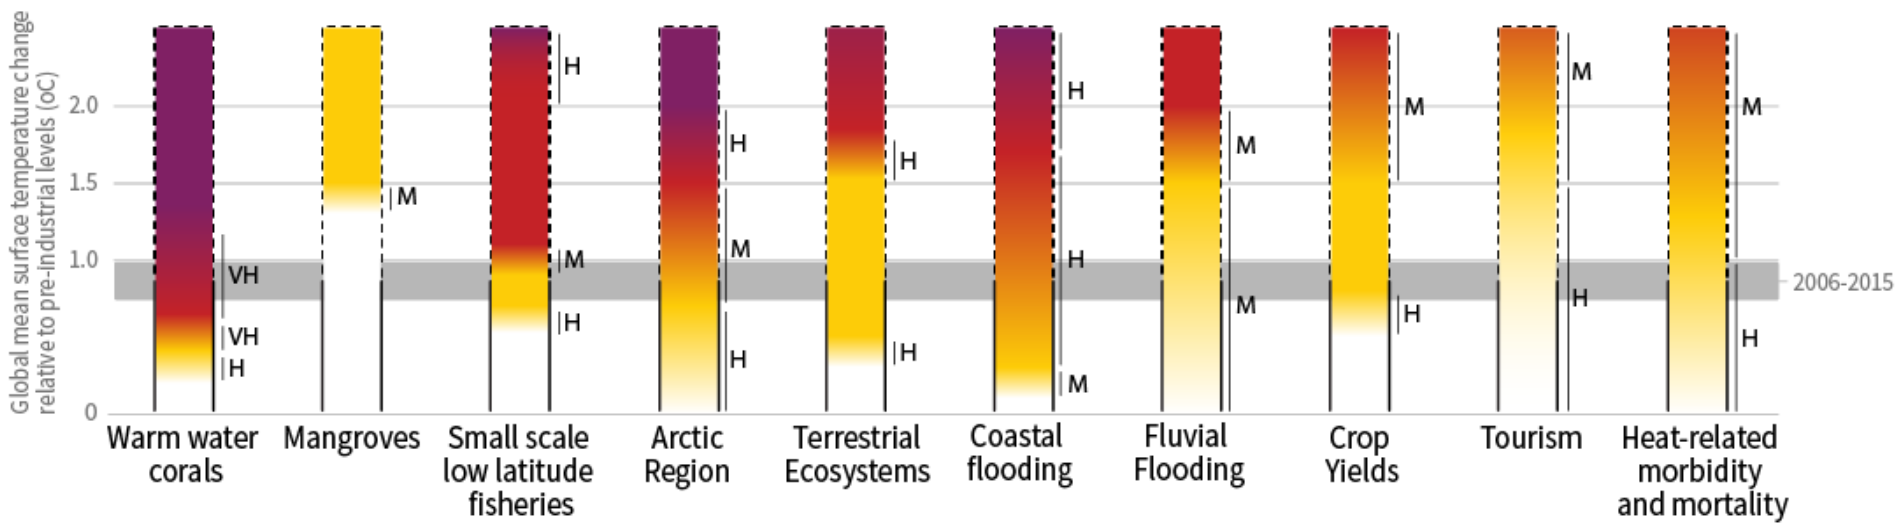 Global mean surface temperature change
relative to pre-industrial levels (oC)
2.0
1.5
1.0
0
VH
VH
H
M
H
M
H
H
M
H
H
H
H
H
M
M
M
M
H
M
H
M
H
2006-2015
Warm water
corals
Mangroves
Small scale
low latitude
fisheries
Arctic
Region
Terrestrial
Ecosystems
Coastal
flooding
Fluvial
Flooding
Crop
Yields
Tourism
Heat-related
morbidity
and mortality